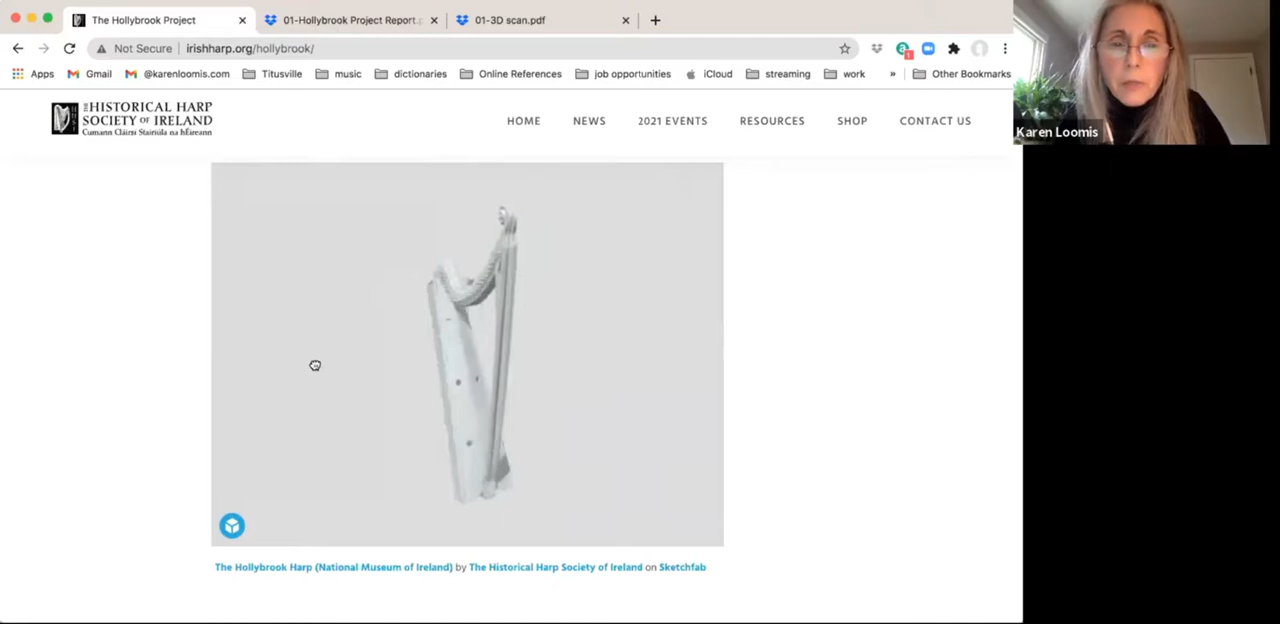 The Hollybrook Project
01-Hollybrook Project Report.p
01-3D scan.pdf
Not Secure
irishharp.org/hollybrook/
Apps
Gmail
@karenloomis.com
Titusville
music
dictionaries
Online References
job opportunities
iCloud
streaming
work
»
Other Bookmarks
THE HISTORICAL HARP
SOCIETY OF IRELAND
Cumann Cláirsí Stairiúla na hÉireann
HOME
NEWS
2021 EVENTS
RESOURCES
SHOP
CONTACT US
Karen Loomis
The Hollybrook Harp (National Museum of Ireland) by The Historical Harp Society of Ireland on Sketchfab